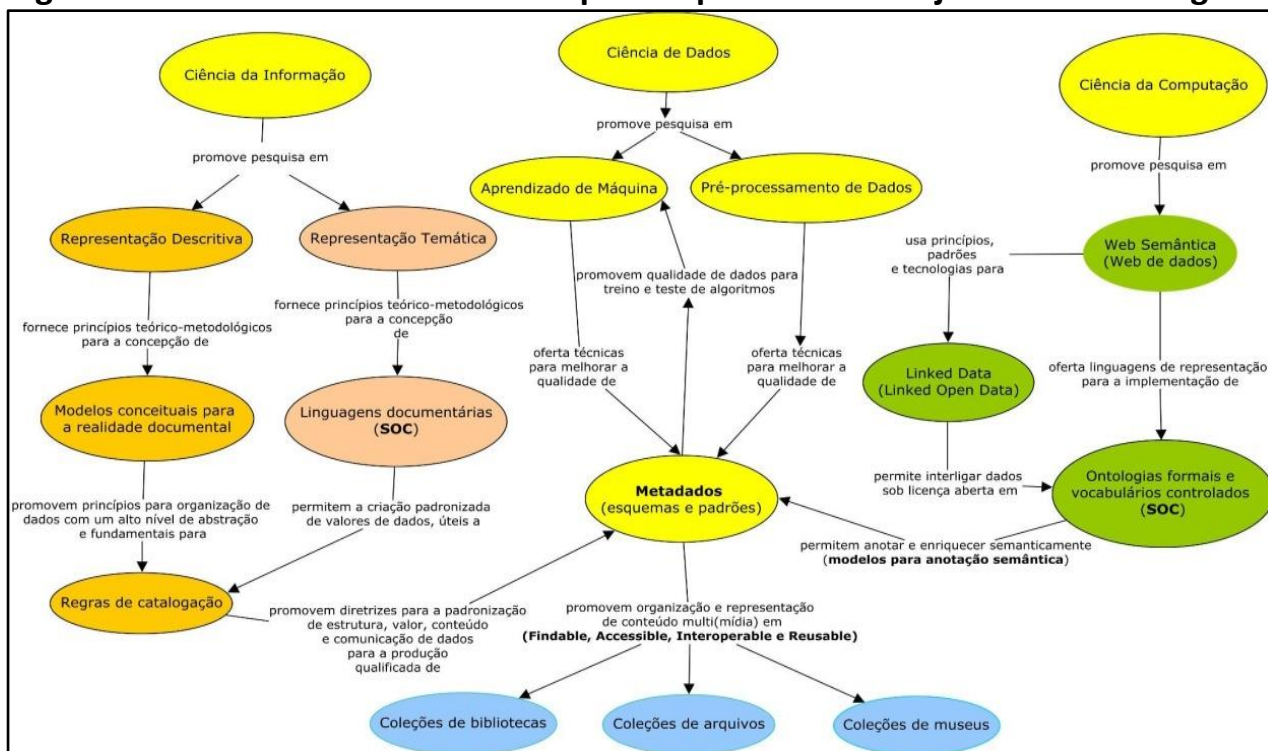 Ciência da Informação
promove pesquisa em
Representação Descritiva
Representação Temática
fornece princípios teórico-metodológicos
para a concepção de
fornece princípios teórico-metodológicos
para a concepção
de
Modelos conceituais para
a realidade documental
Linguagens documentárias
(SOC)
promovem princípios para organização de
dados com um alto nível de abstração
e fundamentais para
permitem a criação padronizada
de valores de dados, úteis a
Regras de catalogação
promovem diretrizes para a padronização
de estrutura, valor, conteúdo
e comunicação de dados
para a produção
qualificada de
Ciência de Dados
promove pesquisa em
Aprendizado de Máquina
Pré-processamento de Dados
promovem qualidade de dados para
treino e teste de algoritmos
oferta técnicas
para melhorar a
qualidade de
oferta técnicas
para melhorar a
qualidade de
Metadados
(esquemas e padrões)
promovem organização e representação
de conteúdo multi(mídia) em
(Findable, Accessible, Interoperable e Reusable)
Coleções de bibliotecas
Coleções de arquivos
Coleções de museus
Ciência da Computação
promove pesquisa em
Web Semântica
(Web de dados)
usa princípios,
padrões
e tecnologias para
Linked Data
(Linked Open Data)
oferta linguagens de representação
para a implementação de
permite interligar dados
sob licença aberta em
Ontologias formais e
vocabulários controlados
(SOC)
permitem anotar e enriquecer semanticamente
(modelos para anotação semântica)